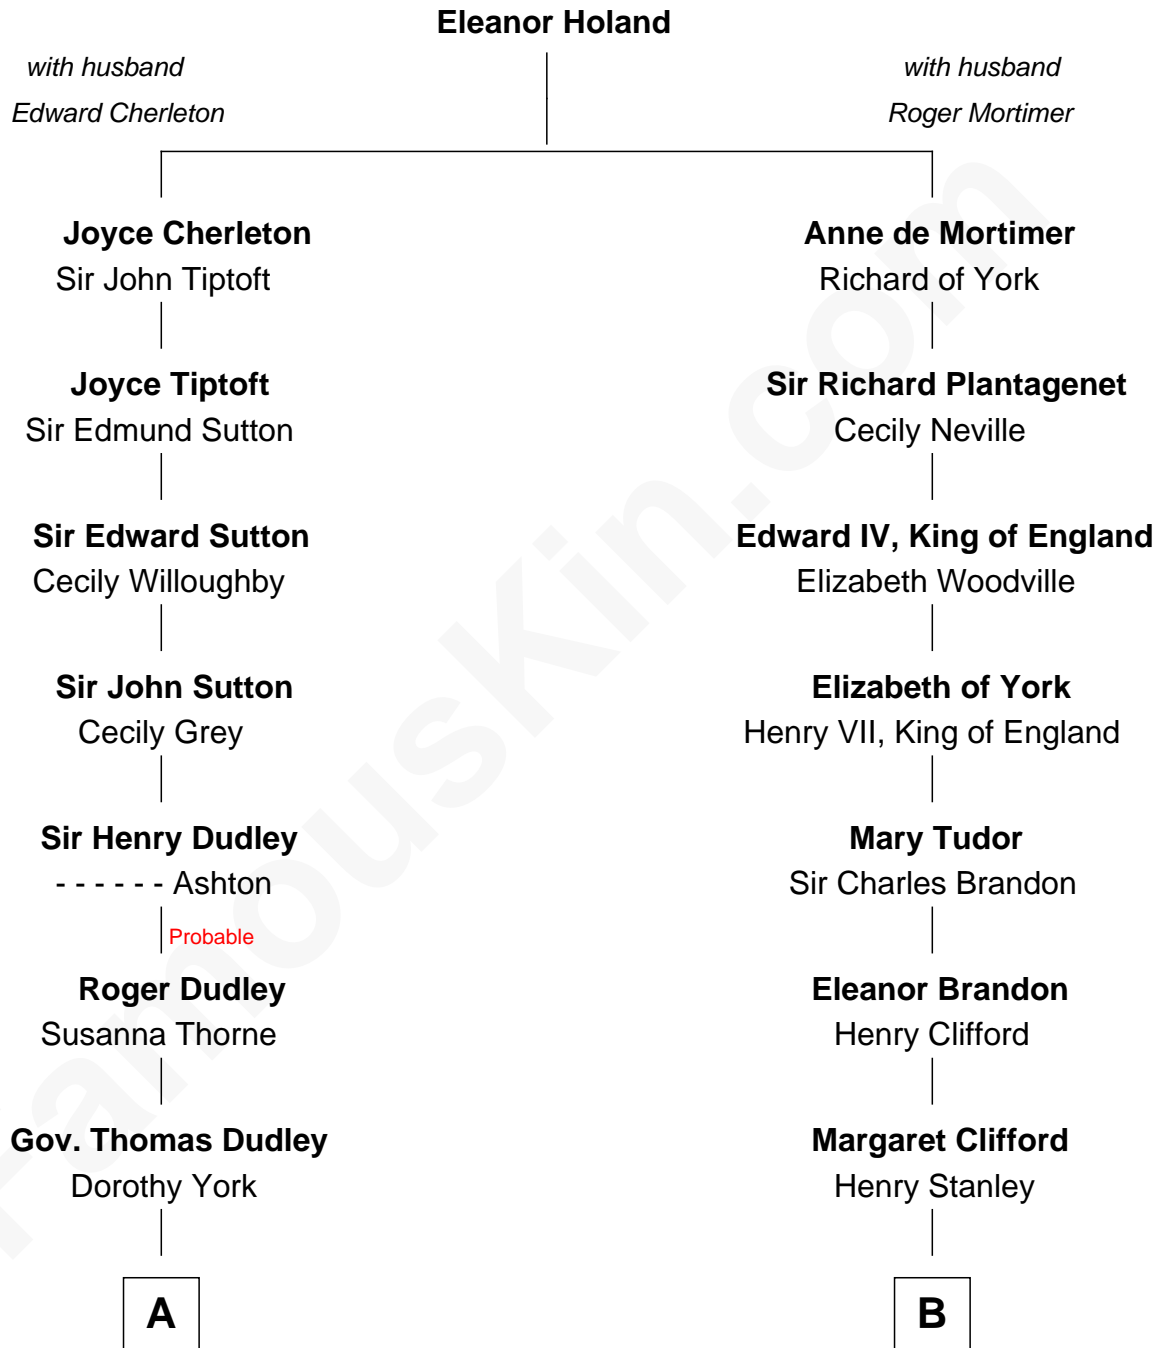 Eleanor Holand
with husband
Edward Cherleton
with husband
Roger Mortimer
Joyce Cherleton
Sir John Tiptoft
Anne de Mortimer
Richard of York
Joyce Tiptoft
Sir Edmund Sutton
Sir Richard Plantagenet
Cecily Neville
Sir Edward Sutton
Cecily Willoughby
Edward IV, King of England
Elizabeth Woodville
Sir John Sutton
Cecily Grey
Elizabeth of York
Henry VII, King of England
Sir Henry Dudley
- - - - - - Ashton
Mary Tudor
Sir Charles Brandon
Probable
Roger Dudley
Susanna Thorne
Eleanor Brandon
Henry Clifford
Gov. Thomas Dudley
Dorothy York
Margaret Clifford
Henry Stanley
A
B
FamousKin.com